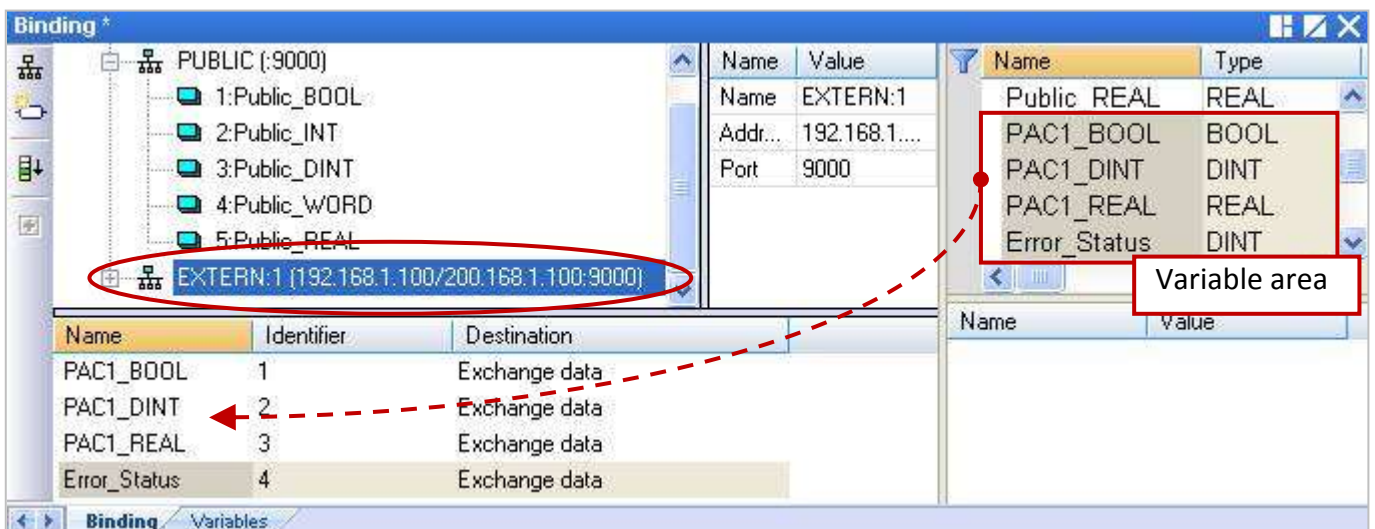 Binding *
PUBLIC (:9000)
1:Public_BOOL
2:Public_INT
3:Public_DINT
4:Public_WORD
5:Public_REAL
EXTERN:1 (192.168.1.100/200.168.1.100:9000)
Name Value
Name EXTERN:1
Addr... 192.168.1....
Port 9000
Name Type
Public_REAL REAL
PAC1_BOOL BOOL
PAC1_DINT DINT
PAC1_REAL REAL
Error_Status DINT
Variable area
Name Identifier Destination
PAC1_BOOL 1 Exchange data
PAC1_DINT 2 Exchange data
PAC1_REAL 3 Exchange data
Error_Status 4 Exchange data
Name Value
Binding Variables